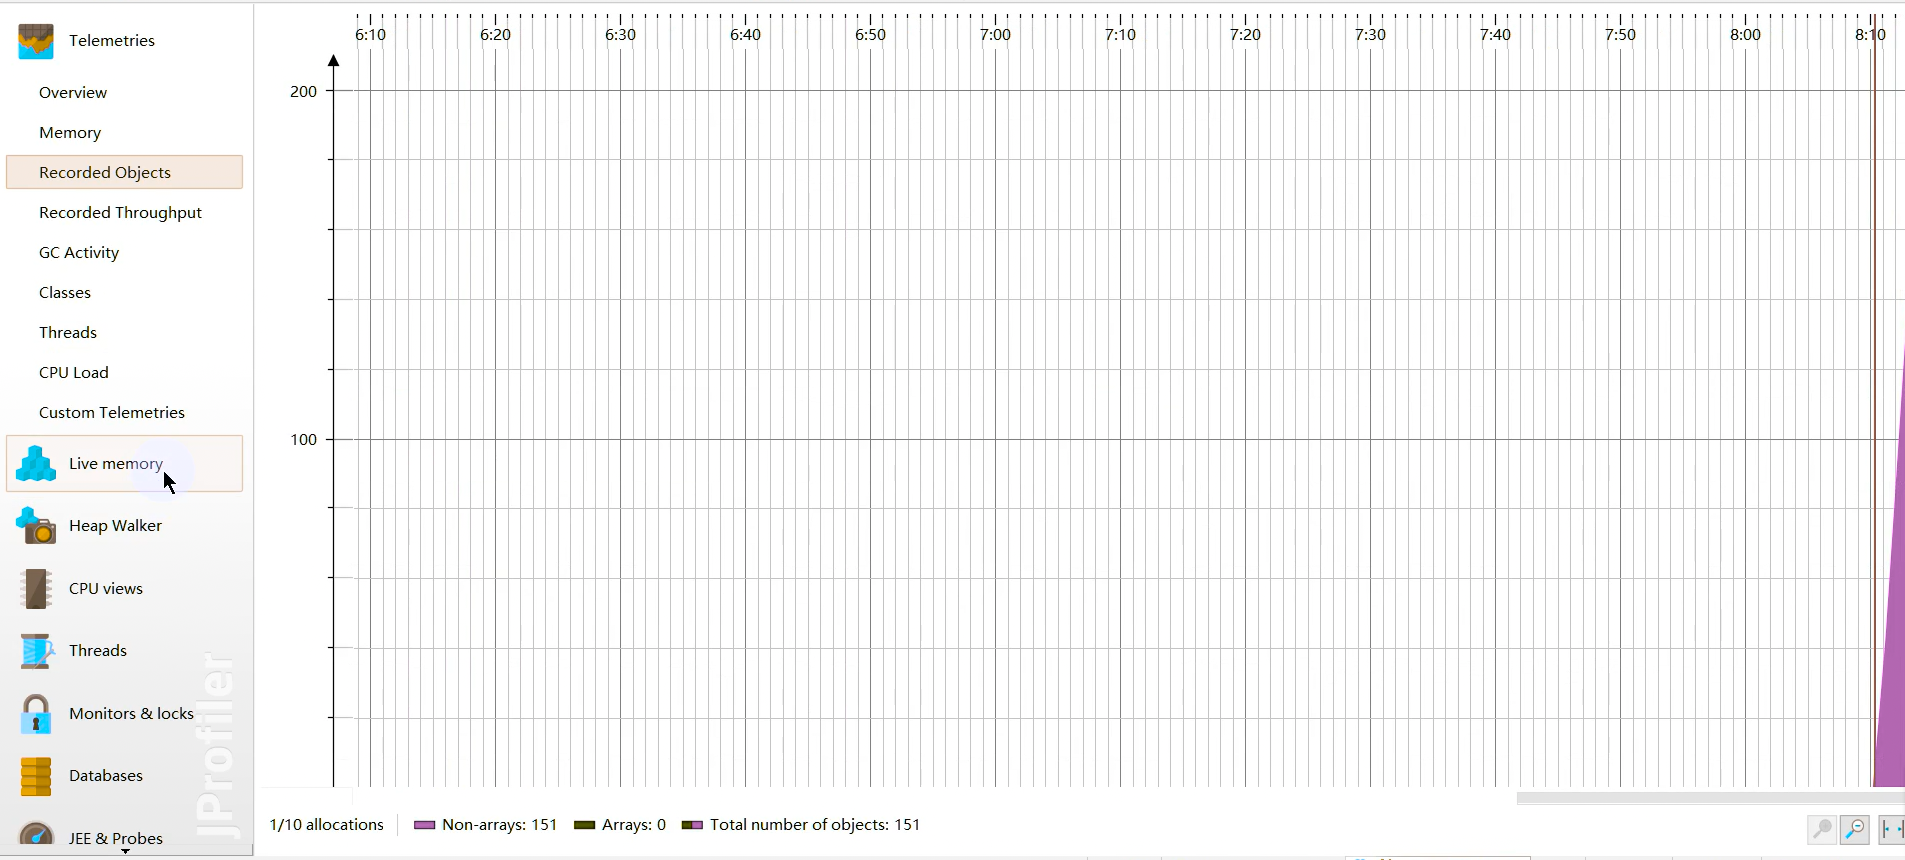 Telemetries
Overview
Memory
Recorded Objects
Recorded Throughput
GC Activity
Classes
Threads
CPU Load
Custom Telemetries
Live memory
Heap Walker
CPU views
Threads
Monitors & locks
Databases
JEE & Probes
JProfiler
6:10 6:20 6:30 6:40 6:50 7:00 7:10 7:20 7:30 7:40 7:50 8:00 8:10
200
100
1/10 allocations Non-arrays: 151 Arrays: 0 Total number of objects: 151